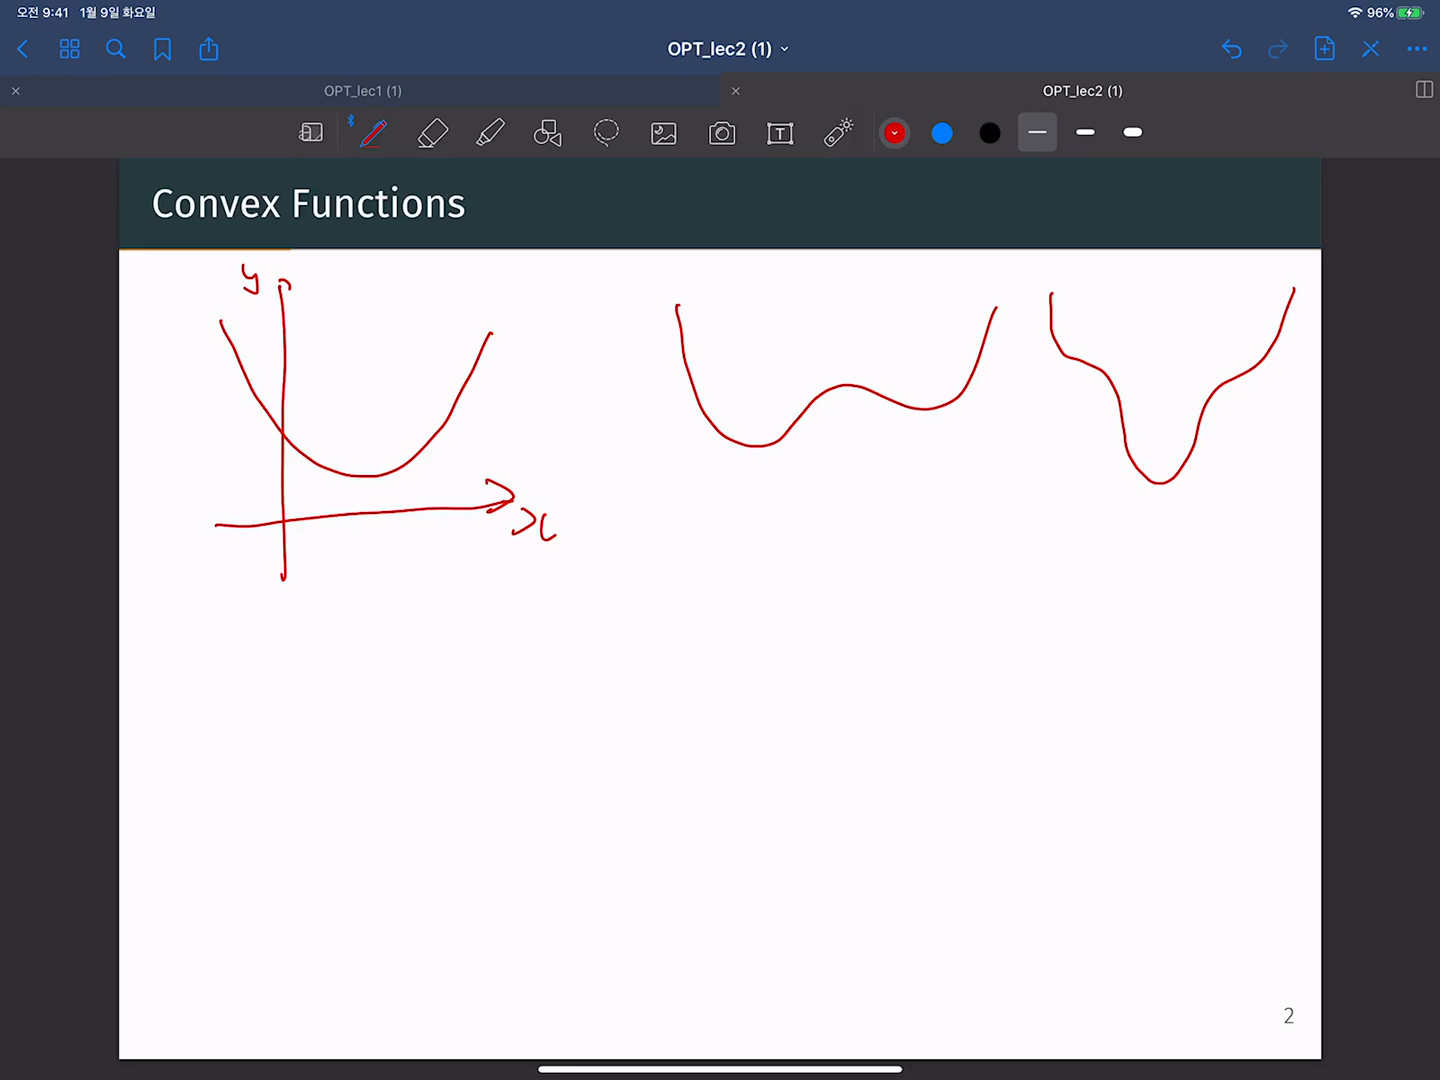 오전 9:41 1월 9일 화요일
96%
OPT_lec2 (1)
OPT_lec1 (1)
OPT_lec2 (1)
T
Convex Functions
y
x
2